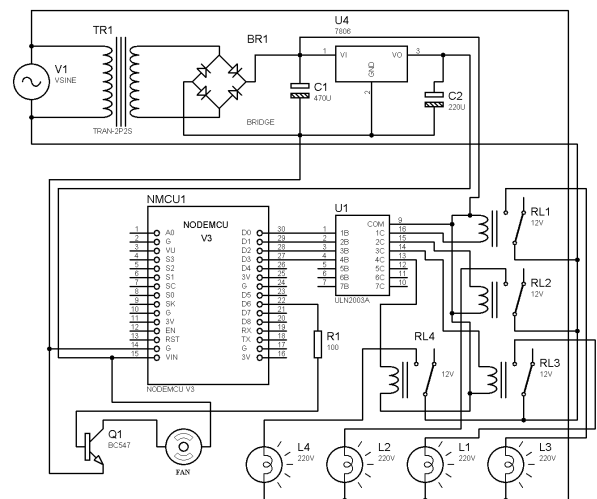 TR1
V1
VSINE
TRAN-2P2S
BR1
BRIDGE
U4
7806
1 VI VO 3
GND
2
C1
470U
C2
220U
NMCU1
NODEMCU
V3
1 A0 D0 30
2 G D1 29
3 VU D2 28
4 S3 D3 27
5 S2 D4 26
6 S1 3V 25
7 SC G 24
8 S0 D5 23
9 SK D6 22
10 G D7 21
11 3V D8 20
12 EN RX 19
13 RST TX 18
14 G G 17
15 VIN 3V 16
NODEMCU V3
U1
COM 9
1 1B 1C 16
2 2B 2C 15
3 3B 3C 14
4 4B 4C 13
5 5B 5C 12
6 6B 6C 11
7 7B 7C 10
ULN2003A
RL1
12V
RL2
12V
RL4
12V
RL3
12V
R1
100
Q1
BC547
FAN
L4
220V
L2
220V
L1
220V
L3
220V